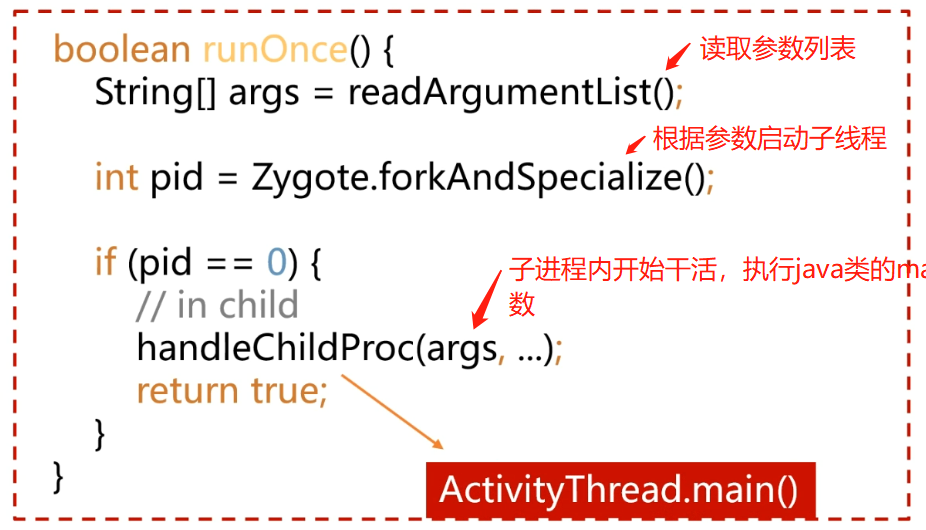 boolean runOnce() {
读取参数列表
String[] args = readArgumentList();
根据参数启动子线程
int pid = Zygote.forkAndSpecialize();
if (pid == 0) {
子进程内开始干活，执行java类的ma
数
// in child
handleChildProc(args, ...);
return true;
}
}
ActivityThread.main()